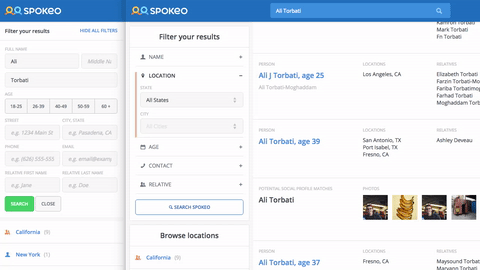 SPOKEO
Filter your results
HIDE ALL FILTERS
FULL NAME
Ali
Middle Na
Torbati
AGE
18-25
26-39
40-49
50-59
60 +
STREET
CITY, STATE
e.g. 1234 Main St
e.g. Pasadena, CA
PHONE
EMAIL
e.g. (626) 555-555
RELATIVE FIRST NAME
RELATIVE LAST NAME
e.g. Jane
e.g. Doe
SEARCH
CLOSE
California (9)
New York (1)
SPOKEO
Ali Torbati
Filter your results
NAME
LOCATION
STATE
All States
CITY
All Cities
AGE
CONTACT
RELATIVE
SEARCH SPOKEO
Browse locations
California (9)
Kamron Torbati
Mark Torbati
Fn Torbati
PERSON
LOCATIONS
RELATIVES
Ali J Torbati, age 25
Ali Torbati-Moghaddam
Los Angeles, CA
Elizabeth Torbati
Farzin Torbati-Mo
Fariba Torbatimog
Farhad Torbati
Moghaddam Torb
PERSON
LOCATIONS
RELATIVES
Ali Torbati, age 39
San Antonio, TX
Port Isabel, TX
Fresno, CA
Ashley Deveau
POTENTIAL SOCIAL PROFILE MATCHES
PHOTOS
Ali Torbati
PERSON
LOCATIONS
RELATIVES
Ali Torbati, age 37
Fresno, CA
Maysound Torbati